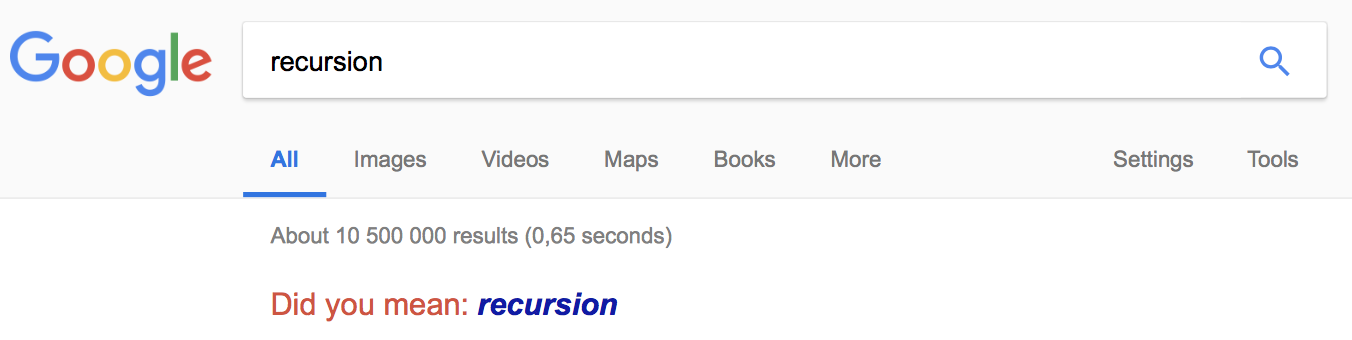 Google recursion
All Images Videos Maps Books More Settings Tools
About 10 500 000 results (0,65 seconds)
Did you mean: recursion